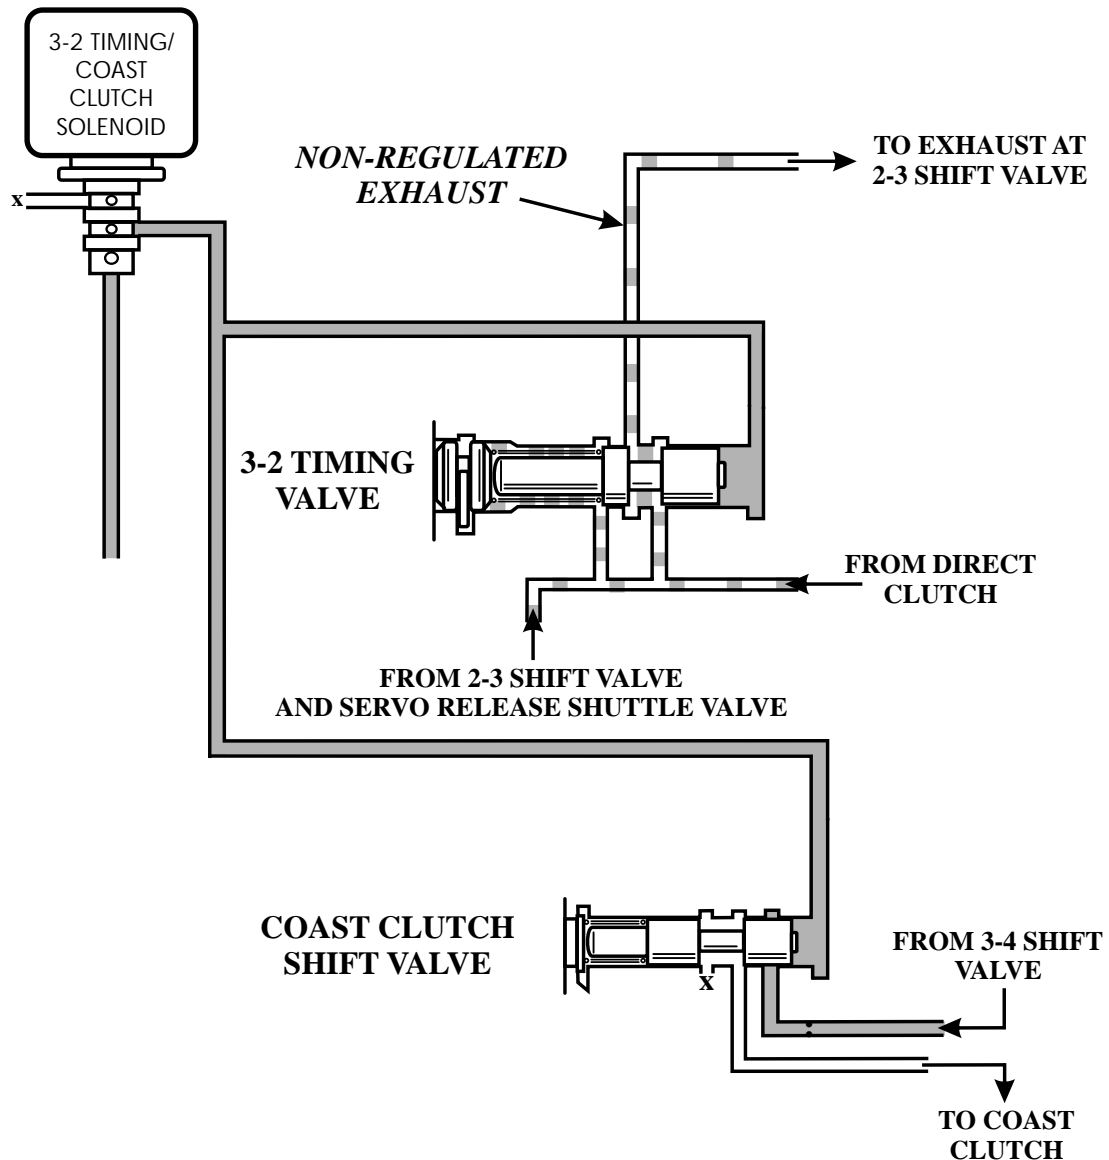 3-2 TIMING/
COAST
CLUTCH
SOLENOID
x
NON-REGULATED
EXHAUST
TO EXHAUST AT
2-3 SHIFT VALVE
3-2 TIMING
VALVE
FROM DIRECT
CLUTCH
FROM 2-3 SHIFT VALVE
AND SERVO RELEASE SHUTTLE VALVE
COAST CLUTCH
SHIFT VALVE
x
FROM 3-4 SHIFT
VALVE
TO COAST
CLUTCH